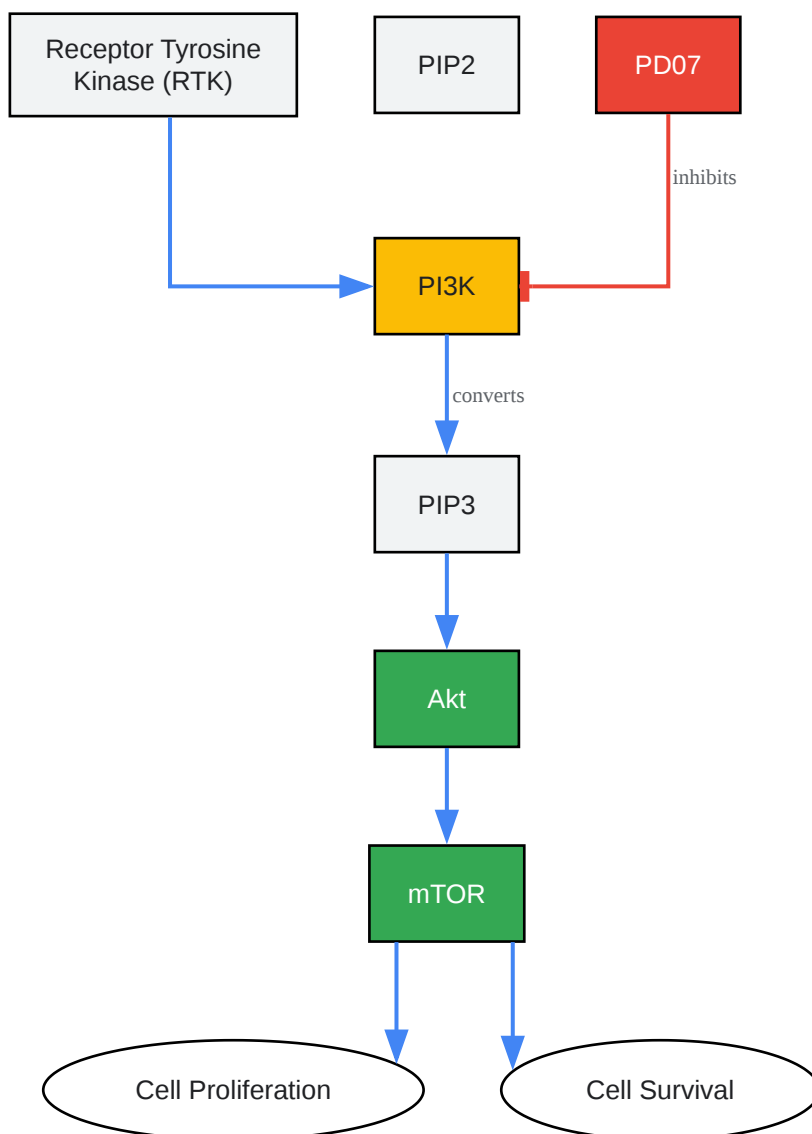 Receptor Tyrosine
Kinase (RTK)
PIP2
PD07
inhibits
PI3K
converts
PIP3
Akt
mTOR
Cell Proliferation
Cell Survival